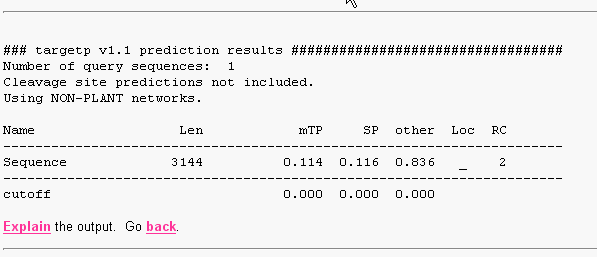 ### targetp v1.1 prediction results ##################################
Number of query sequences:  1
Cleavage site predictions not included.
Using NON-PLANT networks.
Name                  Len            mTP     SP  other  Loc  RC
----------------------------------------------------------------------
Sequence             3144          0.114  0.116  0.836   _    2
----------------------------------------------------------------------
cutoff                             0.000  0.000  0.000
Explain the output.  Go back.